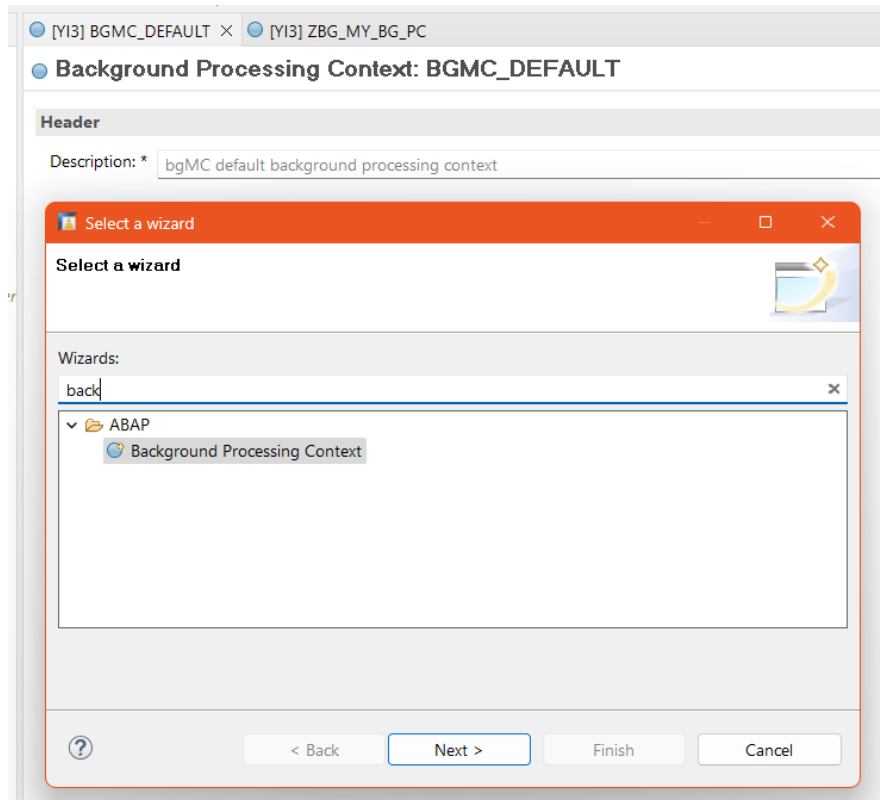 [YI3] BGMC_DEFAULT [YI3] ZBG_MY_BG_PC
Background Processing Context: BGMC_DEFAULT
Header
Description: * bgMC default background processing context
Select a wizard
Select a wizard
er
Wizards:
back
ABAP
Background Processing Context
? < Back Next > Finish Cancel